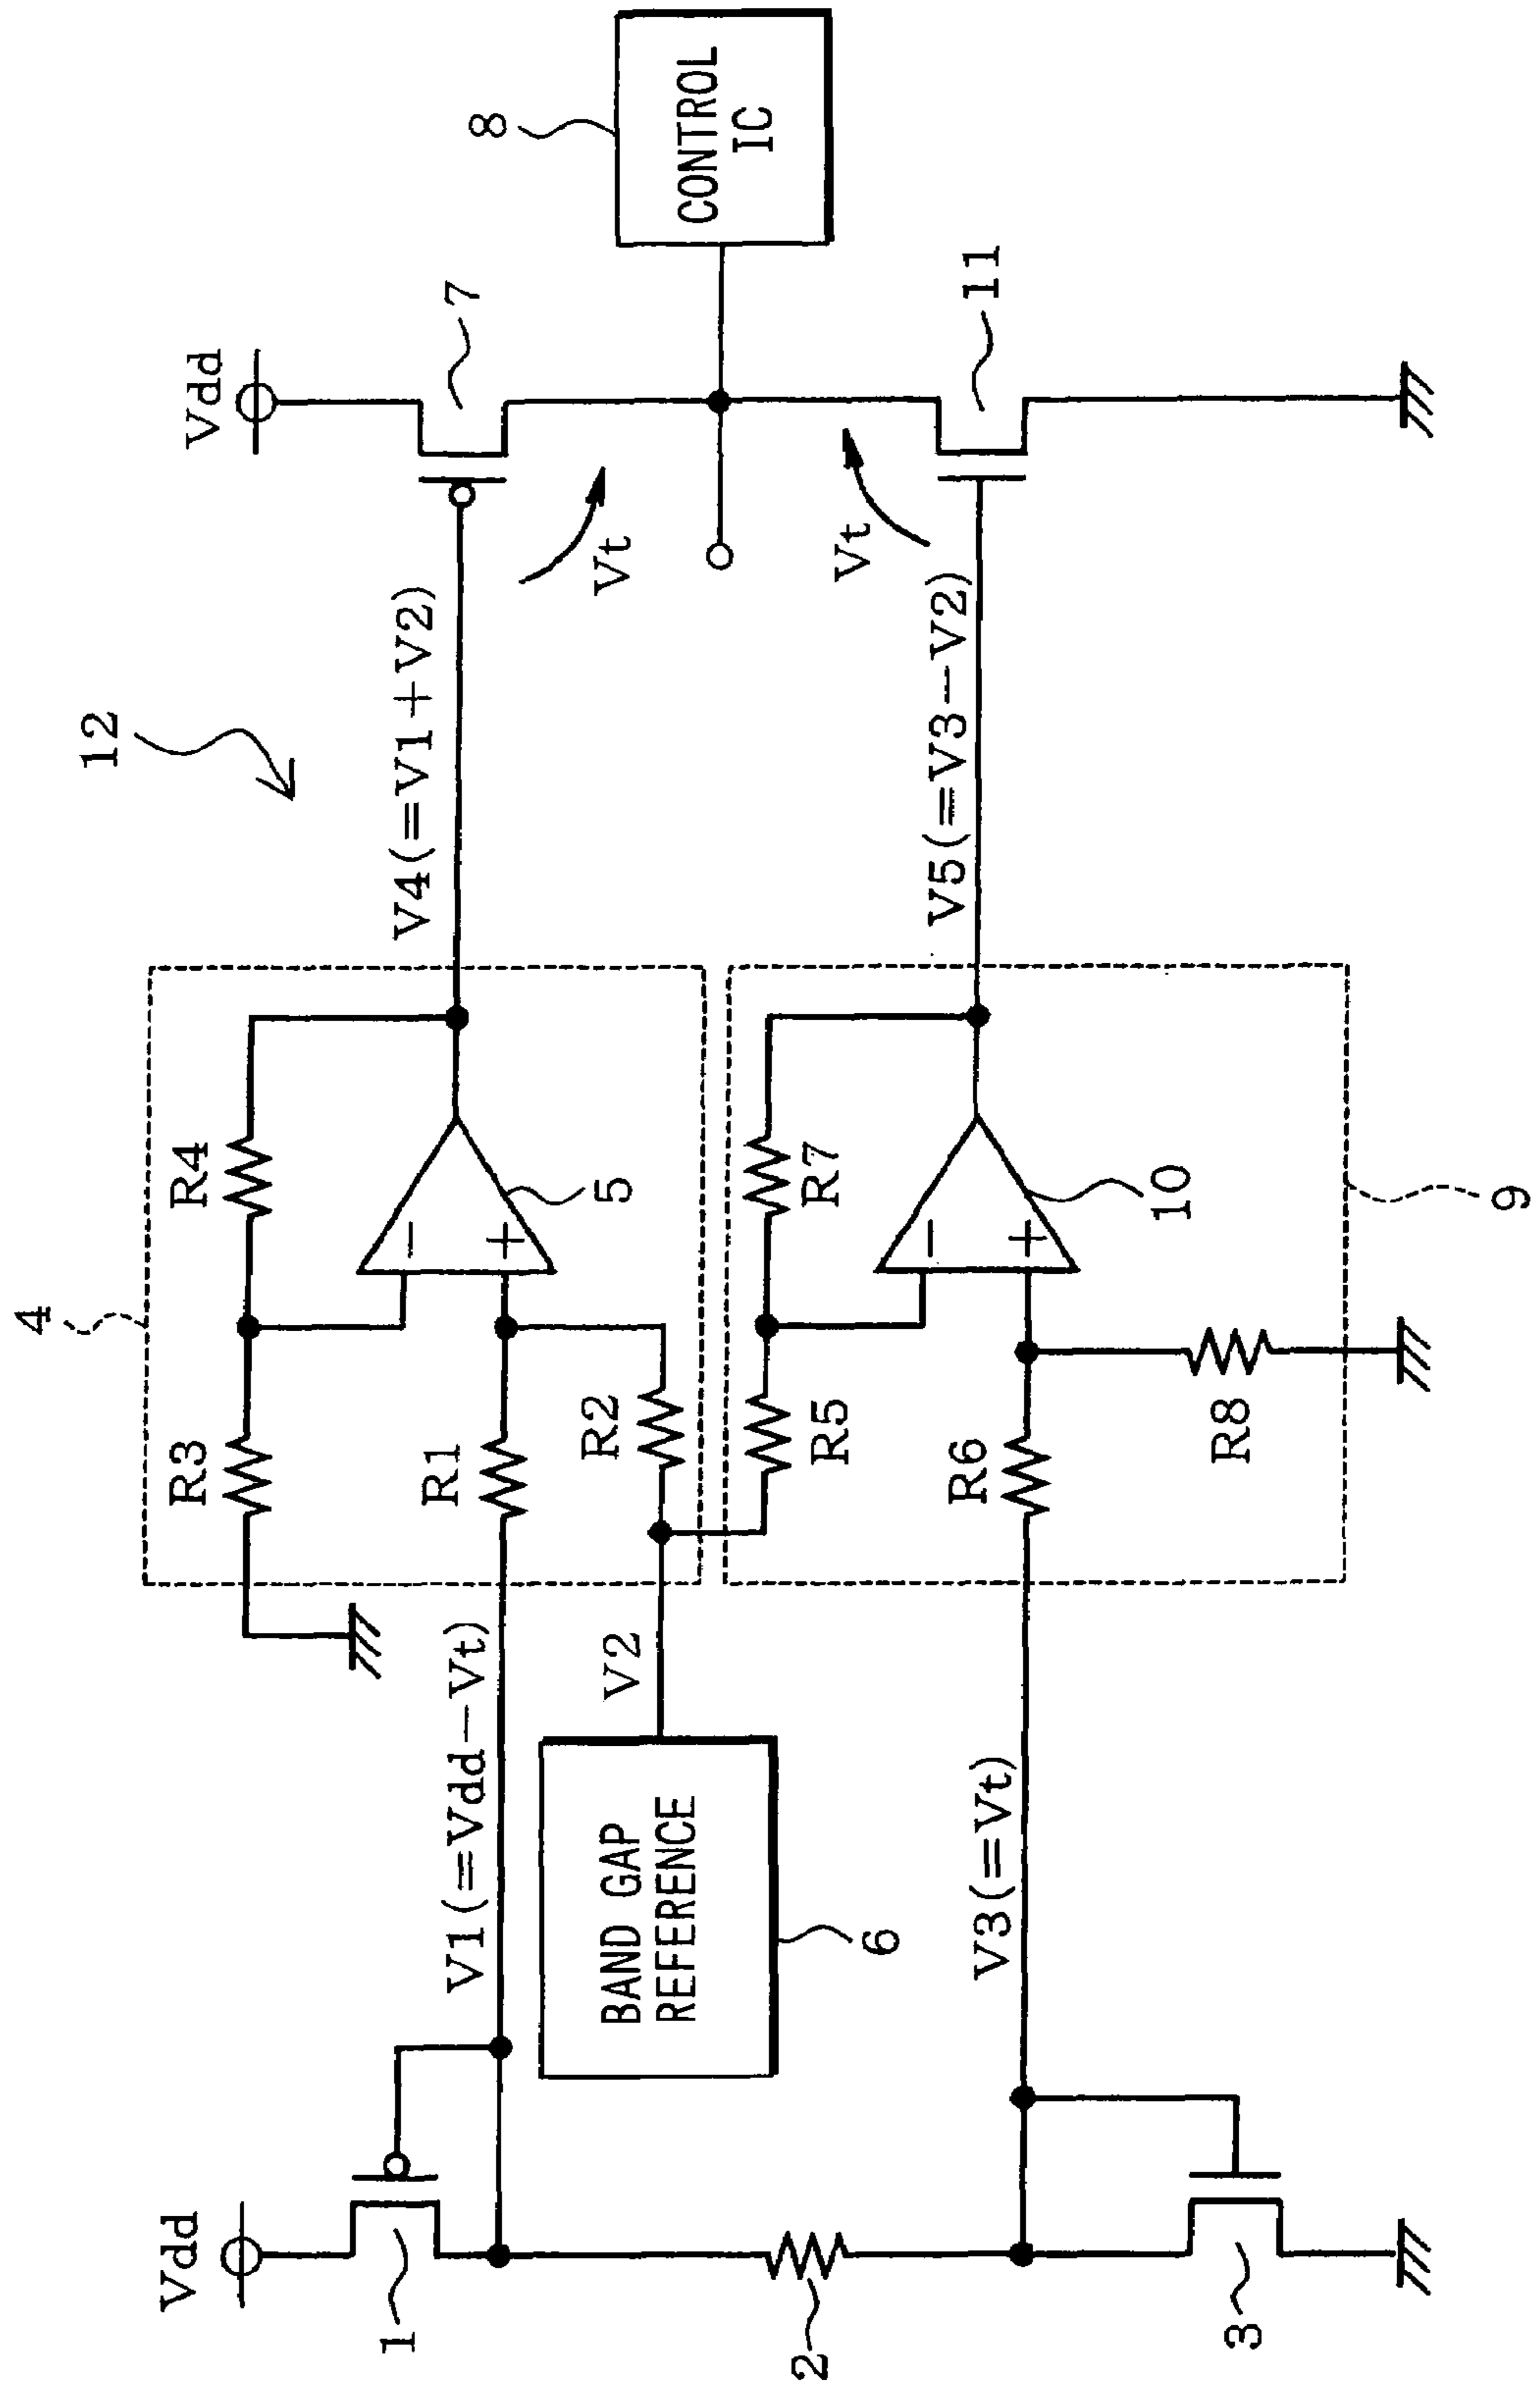 12
4
Vdd
Vdd
R3
R4
V4(=V1+V2)
7
8
1
V1(=Vdd-Vt)
R1
-
+
5
Vt
CONTROL
IC
BAND GAP
REFERENCE
6
V2
R2
2
R5
R7
Vt
V3(=Vt)
R6
-
+
10
V5(=V3-V2)
11
3
R8
9